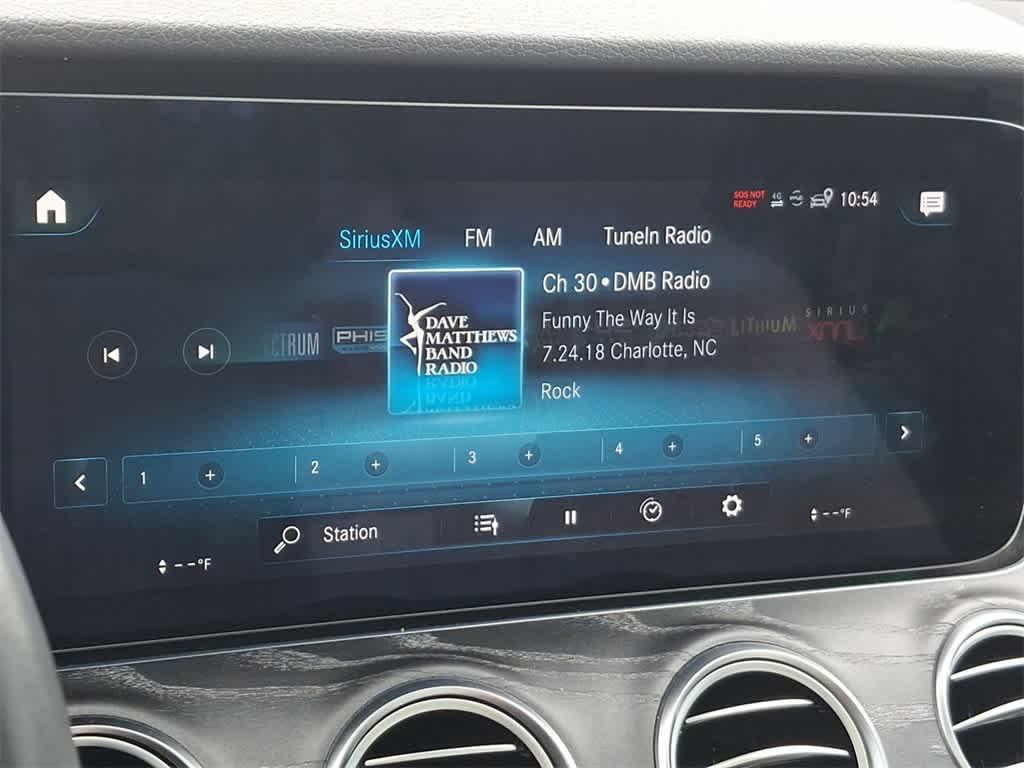 SOS NOT
READY
4G
10:54
SiriusXM FM AM TuneIn Radio
Ch 30 • DMB Radio
Funny The Way It Is
7.24.18 Charlotte, NC
Rock
DAVE
MATTHEWS
BAND
RADIO
CTRUM
PHIS
LITHIUM
SIRIUS
XML
1 + 2 + 3 + 4 + 5 +
Station
--°F
--°F